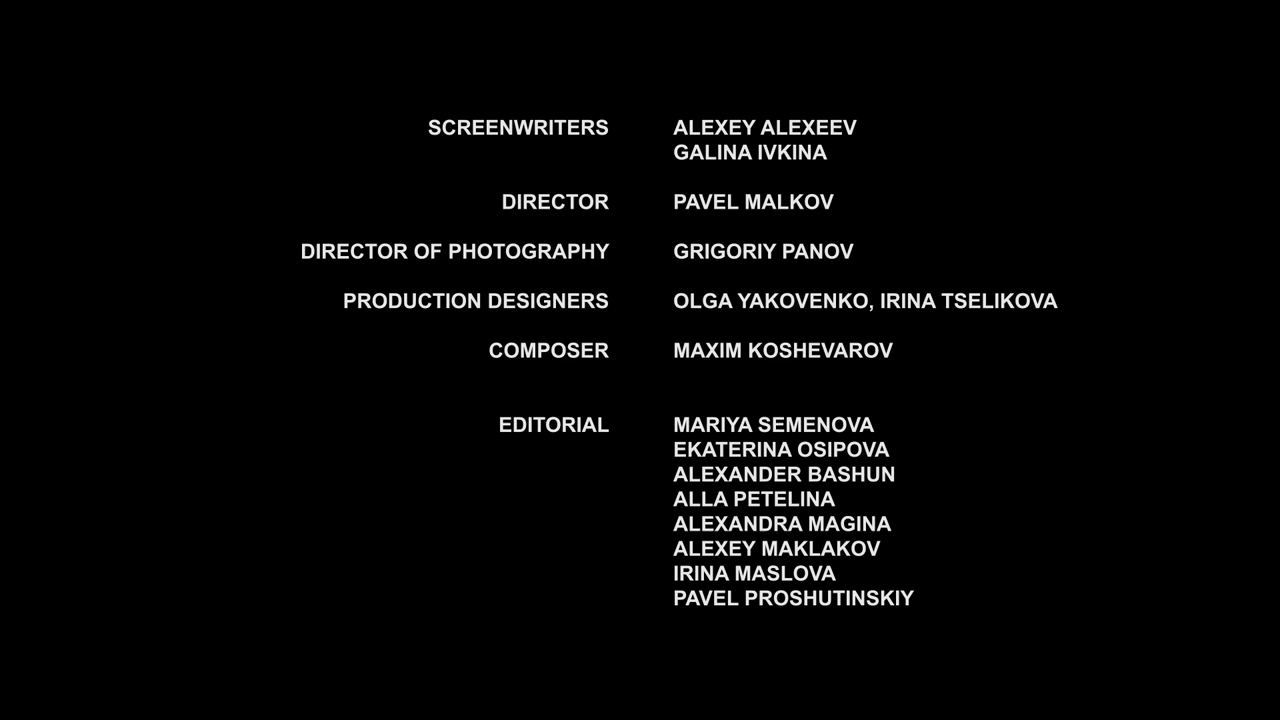 SCREENWRITERS ALEXEY ALEXEEV
GALINA IVKINA
DIRECTOR PAVEL MALKOV
DIRECTOR OF PHOTOGRAPHY GRIGORIY PANOV
PRODUCTION DESIGNERS OLGA YAKOVENKO, IRINA TSELIKOVA
COMPOSER MAXIM KOSHEVAROV
EDITORIAL MARIYA SEMENOVA
EKATERINA OSIPOVA
ALEXANDER BASHUN
ALLA PETELINA
ALEXANDRA MAGINA
ALEXEY MAKLAKOV
IRINA MASLOVA
PAVEL PROSHUTINSKIY